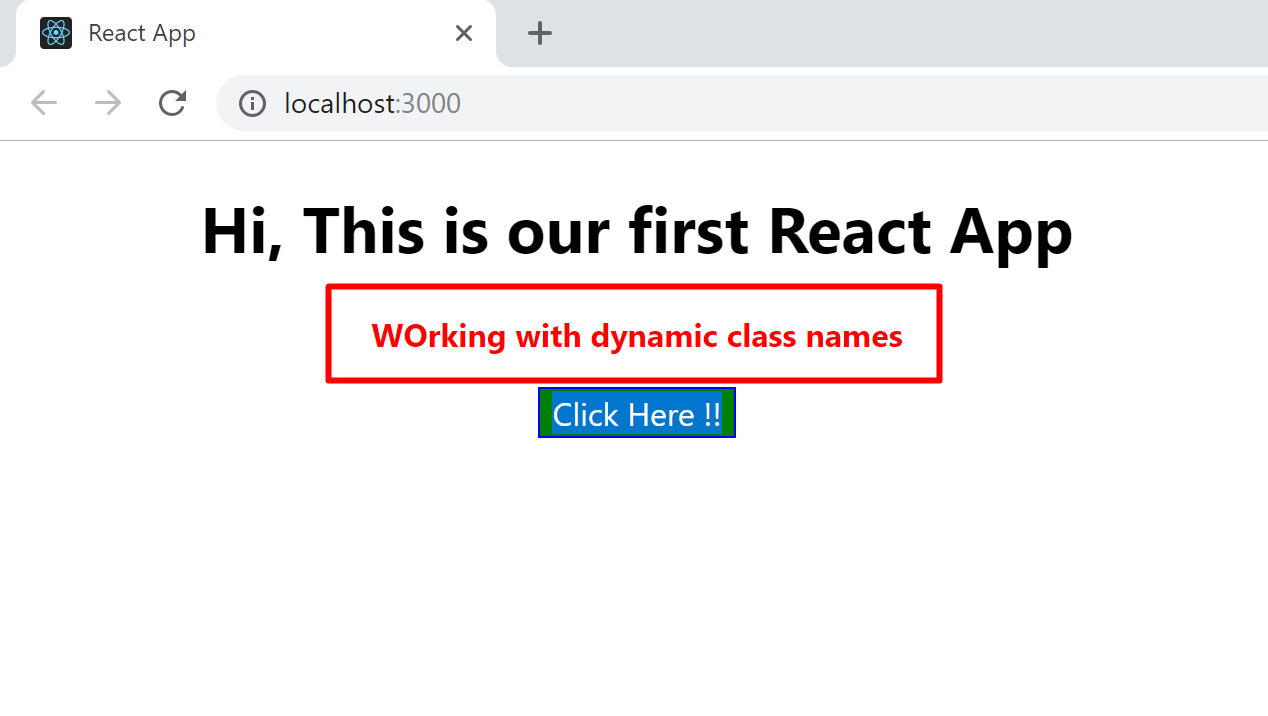 React App
localhost:3000
Hi, This is our first React App
WOrking with dynamic class names
Click Here !!